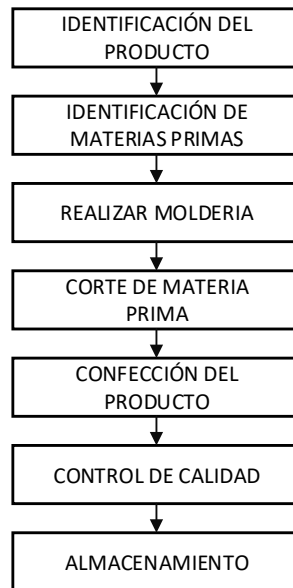 IDENTIFICACIÓN DEL
PRODUCTO
IDENTIFICACIÓN DE
MATERIAS PRIMAS
REALIZAR MOLDERIA
CORTE DE MATERIA
PRIMA
CONFECCIÓN DEL
PRODUCTO
CONTROL DE CALIDAD
ALMACENAMIENTO